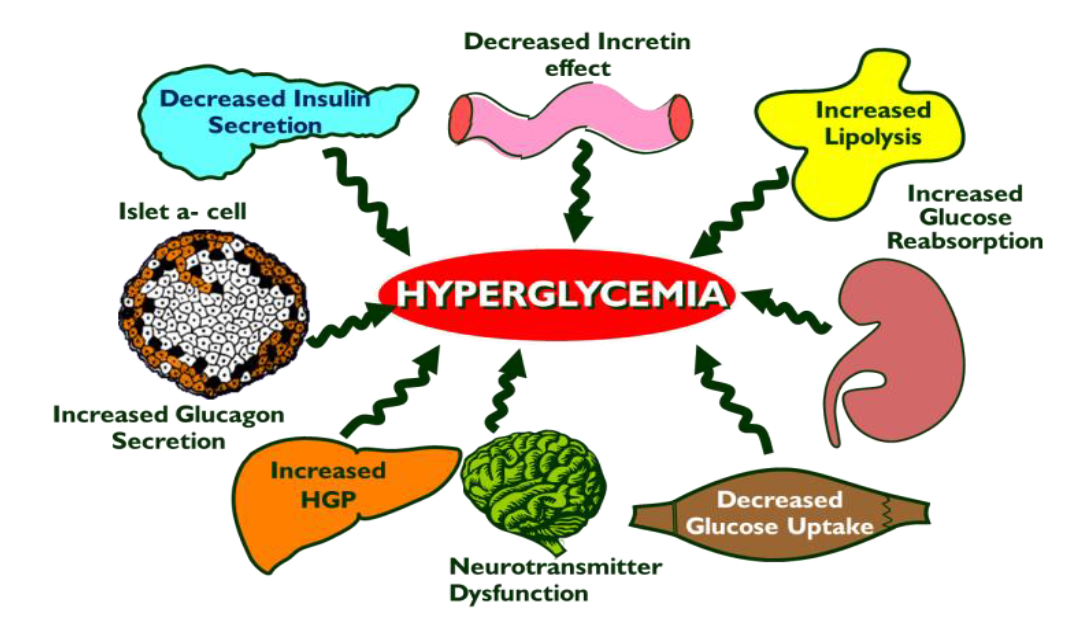 Decreased Incretin
effect
Decreased Insulin
Secretion
Increased
Lipolysis
Islet a- cell
Increased
Glucose
Reabsorption
HYPERGLYCEMIA
Increased Glucagon
Secretion
Increased
HGP
Neurotransmitter
Dysfunction
Decreased
Glucose Uptake